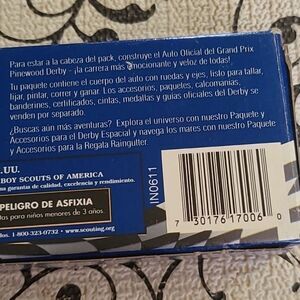 Para estar a la cabeza del pack, construye el Auto Oficial del Grand Prix
Pinewood Derby - ¡la carrera más emocionante y veloz de todas!
Tu paquete contiene el cuerpo del auto con ruedas y ejes, listo para tallar,
lijar, pintar, correr y ganar. Los accesorios, paquetes, calcomanias
banderines, certificados, cintas, medallas y guías oficiales del Derby se
venden por separado.
¿Buscas aun más aventuras? Explora el universo con nuestro Paquete y
Accesorios para el Derby Espacial y navega los mares con nuestro Paquete
y Accesorios para la Regata Raingutter.
.UU.
BOY SCOUTS OF AMERICA
na garantía de calidad, excelencia y rendimiento.
PELIGRO DE ASFIXIA
para niños menores de 3 años.
1-800-323-0732 • www.scouting.org
IN0611
7 30176 17006 0